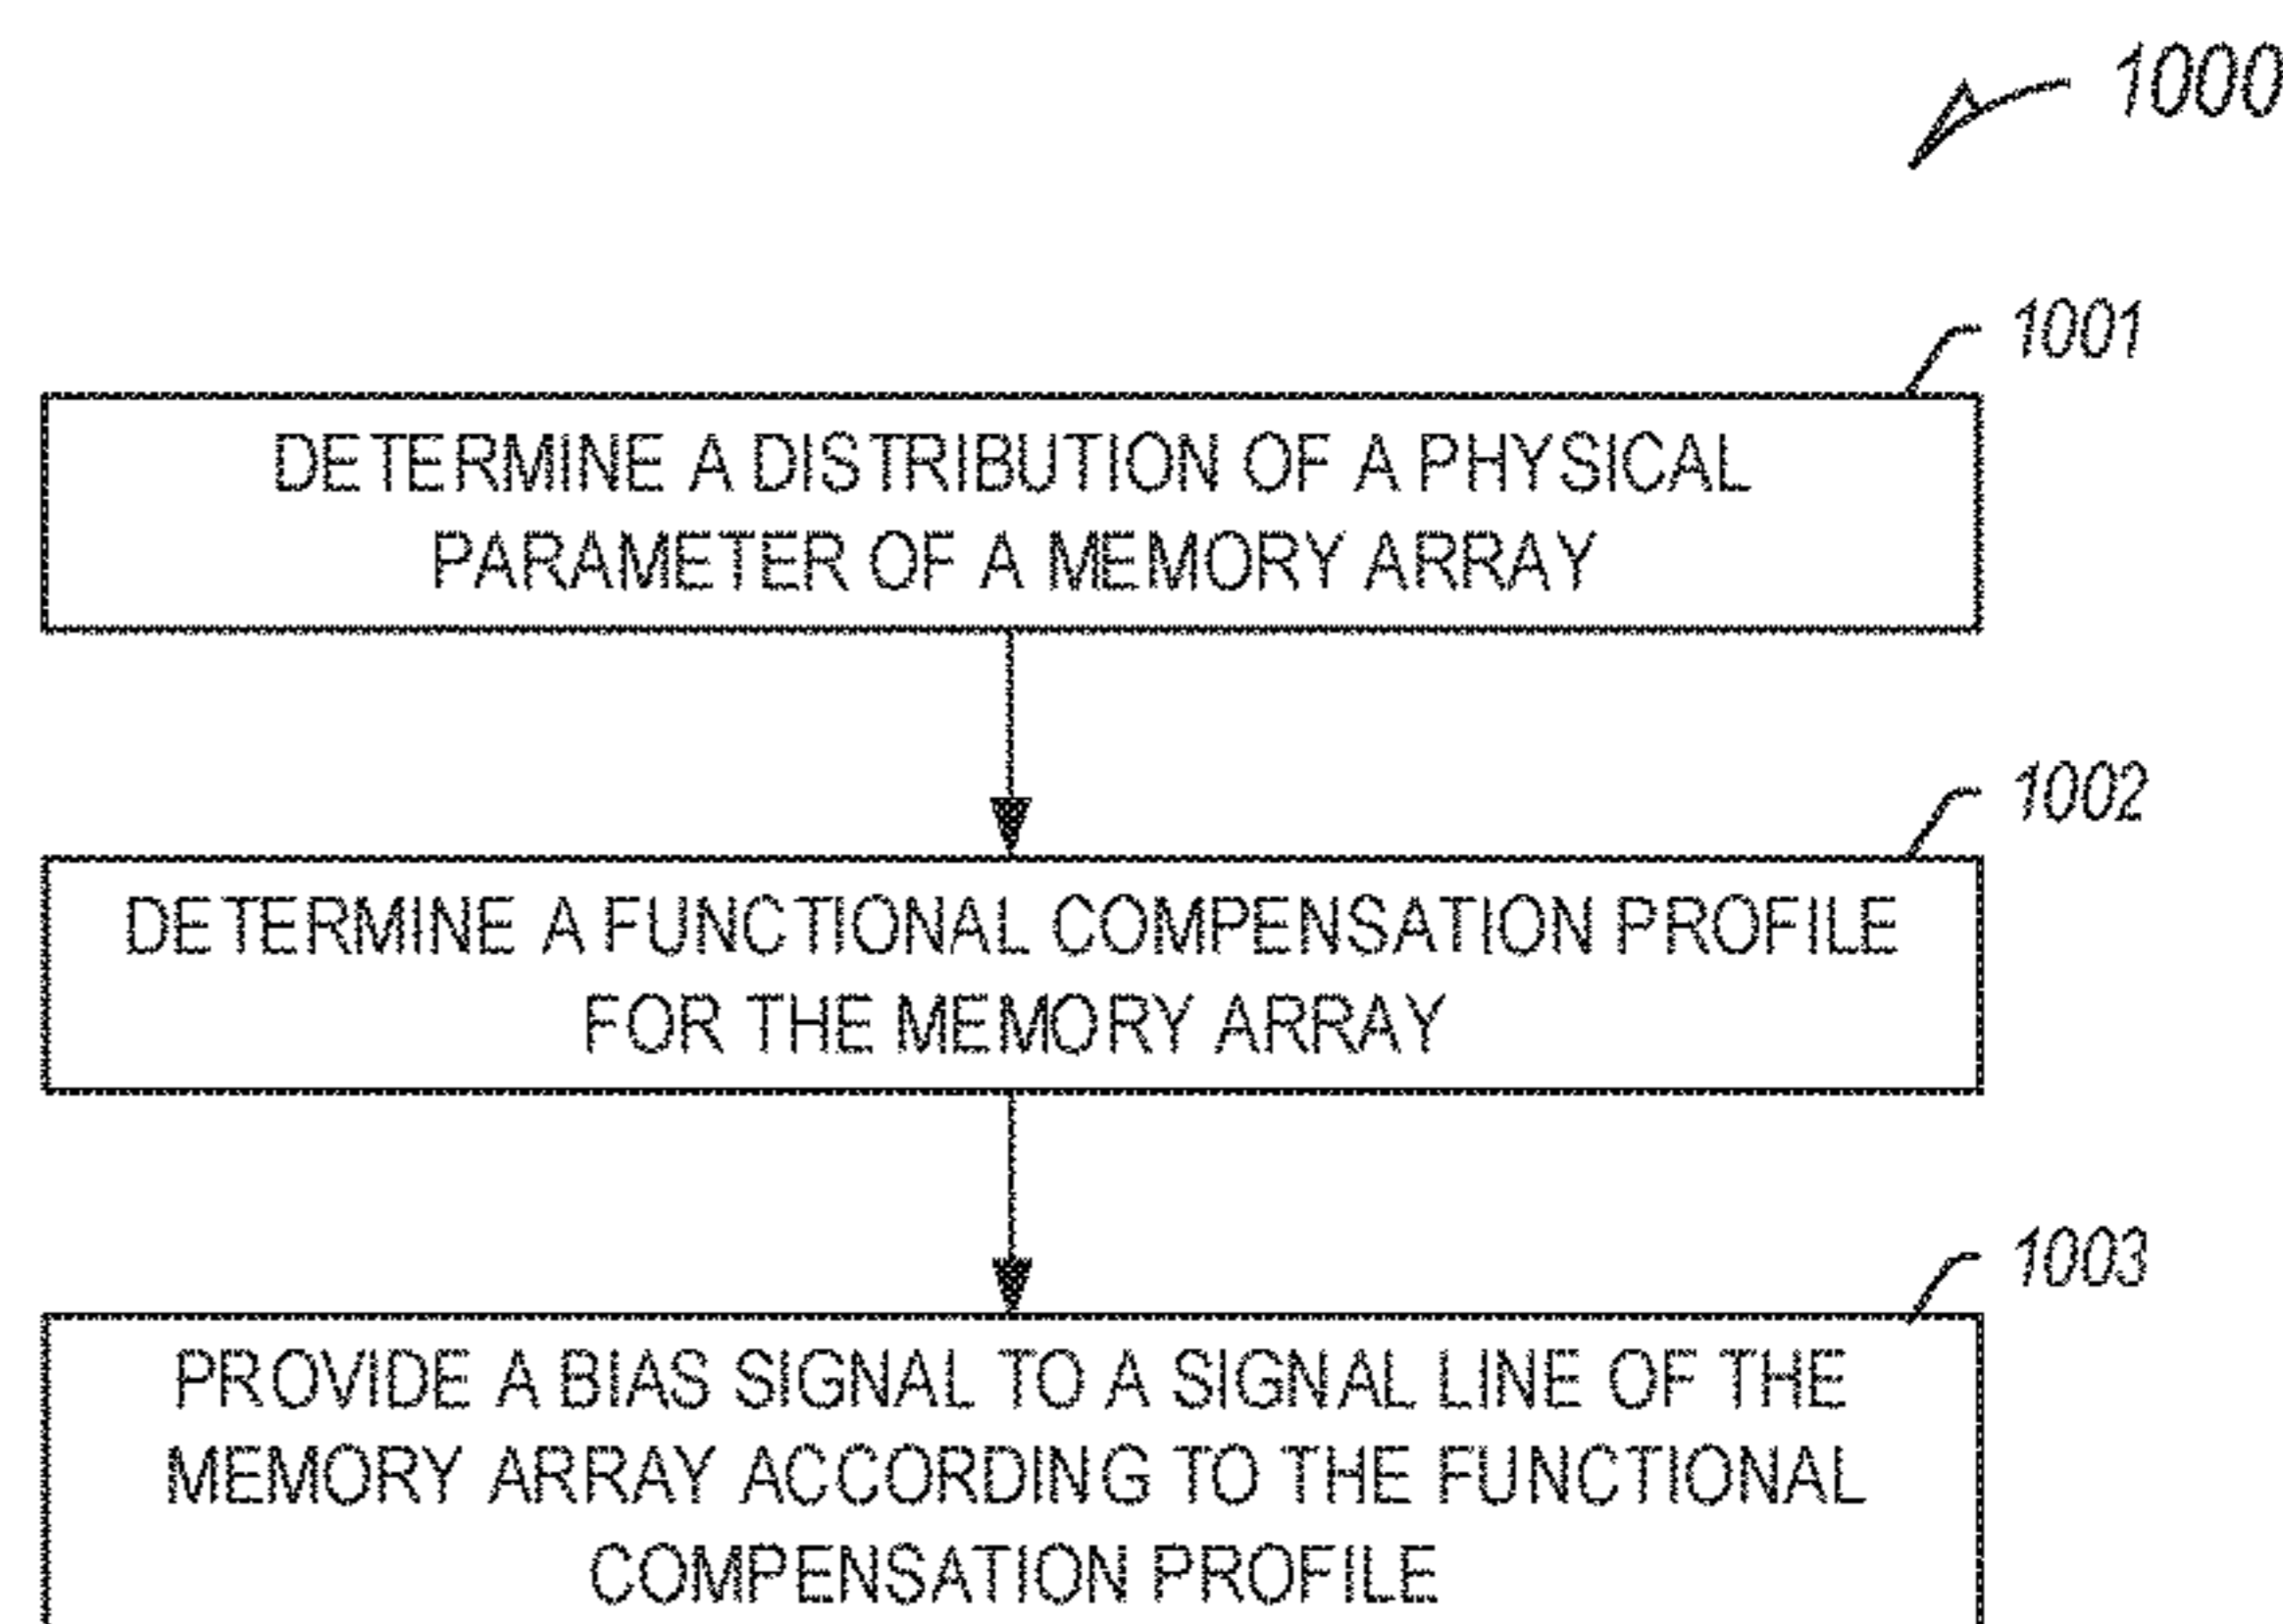 1000
1001
DETERMINE A DISTRIBUTION OF A PHYSICAL
PARAMETER OF A MEMORY ARRAY
1002
DETERMINE A FUNCTIONAL COMPENSATION PROFILE
FOR THE MEMORY ARRAY
1003
PROVIDE A BIAS SIGNAL TO A SIGNAL LINE OF THE
MEMORY ARRAY ACCORDING TO THE FUNCTIONAL
COMPENSATION PROFILE